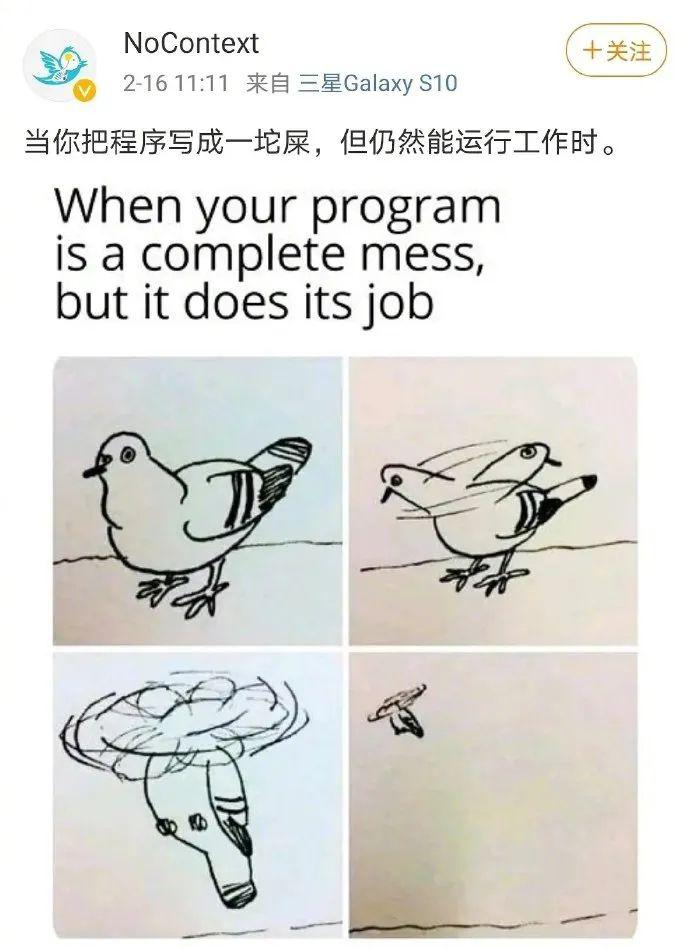 NoContext
+关注
2-16 11:11 来自 三星Galaxy S10
当你把程序写成一坨屎，但仍然能运行工作时。
When your program
is a complete mess,
but it does its job